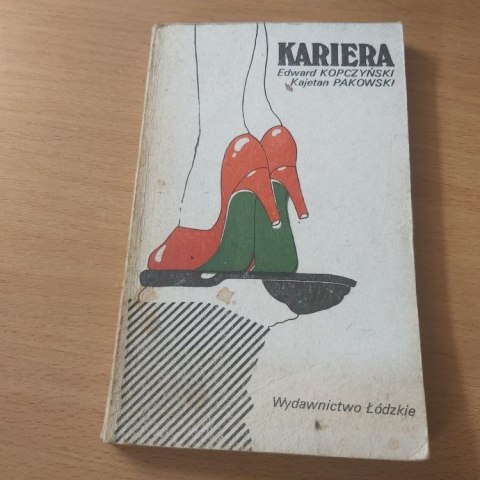 KARIERA
Edward KOPCZYŃSKI
Kajetan PAKOWSKI
Wydawnictwo Łódzkie